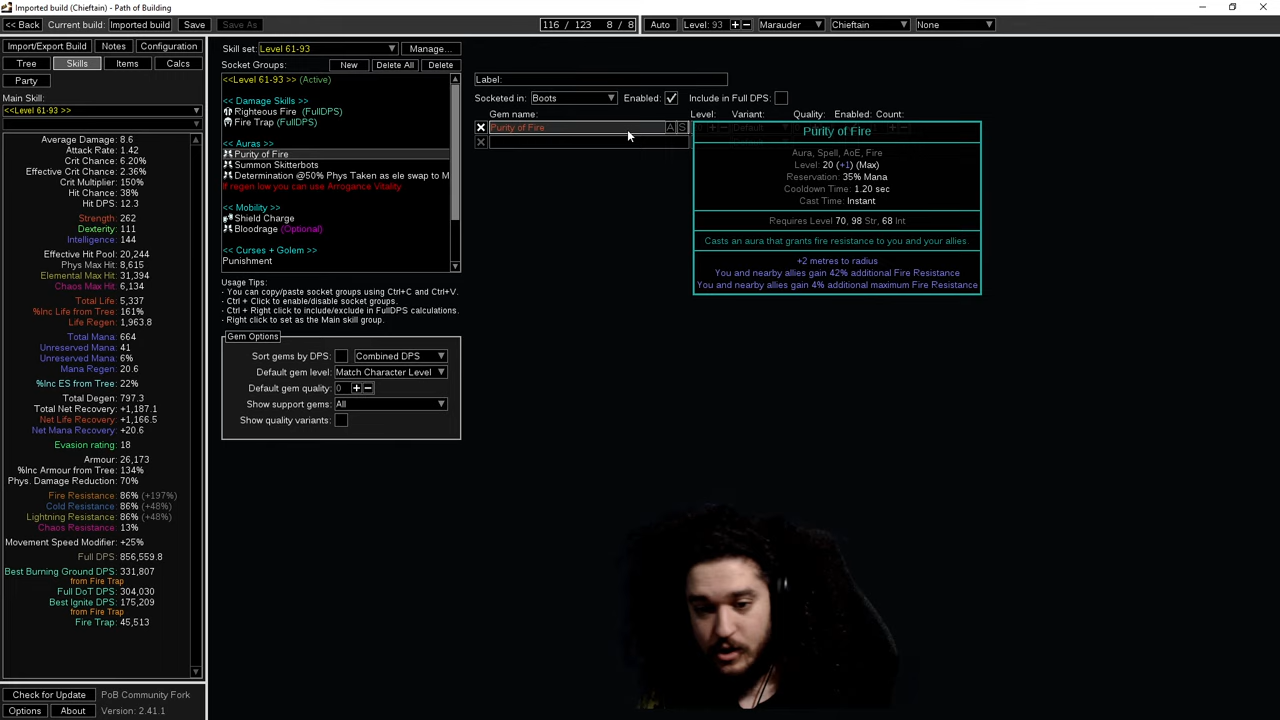 Imported build (Chieftain) - Path of Building
<< Back Current build: Imported build Save Save As 116 / 123 8 / 8 Auto Level: 93 Marauder Chieftain None
Import/Export Build Notes Configuration
Tree Skills Items Calcs
Party
Main Skill:
<<Level 61-93 >>
Average Damage: 8.6
Attack Rate: 1.42
Crit Chance: 6.20%
Effective Crit Chance: 2.36%
Crit Multiplier: 150%
Hit Chance: 38%
Hit DPS: 12.3
Strength: 262
Dexterity: 111
Intelligence: 144
Effective Hit Pool: 20,244
Phys Max Hit: 8,615
Elemental Max Hit: 31,394
Chaos Max Hit: 6,134
Total Life: 5,337
%Inc Life from Tree: 161%
Life Regen: 1,963.8
Total Mana: 664
Unreserved Mana: 41
Unreserved Mana: 6%
Mana Regen: 20.6
%Inc ES from Tree: 22%
Total Degen: 797.3
Total Net Recovery: +1,187.1
Net Life Recovery: +1,166.5
Net Mana Recovery: +20.6
Evasion rating: 18
Armour: 26,173
%Inc Armour from Tree: 134%
Phys. Damage Reduction: 70%
Fire Resistance: 86% (+197%)
Cold Resistance: 86% (+48%)
Lightning Resistance: 86% (+48%)
Chaos Resistance: 13%
Movement Speed Modifier: +25%
Full DPS: 856,559.8
Best Burning Ground DPS: 331,807
from Fire Trap
Full DoT DPS: 304,030
Best Ignite DPS: 175,209
from Fire Trap
Fire Trap: 45,513
Check for Update PoB Community Fork
Options About Version: 2.41.1
Skill set: Level 61-93 Manage...
Socket Groups: New Delete All Delete
<<Level 61-93 >> (Active)
<< Damage Skills >>
Righteous Fire (FullDPS)
Fire Trap (FullDPS)
<< Auras >>
Purity of Fire
Summon Skitterbots
Determination @50% Phys Taken as ele swap to M
If regen low you can use Arrogance Vitality
<< Mobility >>
Shield Charge
Bloodrage (Optional)
<< Curses + Golem >>
Punishment
Usage Tips:
- You can copy/paste socket groups using Ctrl+C and Ctrl+V.
- Ctrl + Click to enable/disable socket groups.
- Ctrl + Right click to include/exclude in FullDPS calculations.
- Right click to set as the Main skill group.
Gem Options
Sort gems by DPS: Combined DPS
Default gem level: Match Character Level
Default gem quality: 0
Show support gems: All
Show quality variants:
Label:
Socketed in: Boots Enabled: Include in Full DPS:
Gem name: Level: Variant: Quality: Enabled: Count:
Purity of Fire A S
Purity of Fire
Aura, Spell, AoE, Fire
Level: 20 (+1) (Max)
Reservation: 35% Mana
Cooldown Time: 1.20 sec
Cast Time: Instant
Requires Level 70, 98 Str, 68 Int
Casts an aura that grants fire resistance to you and your allies.
+2 metres to radius
You and nearby allies gain 42% additional Fire Resistance
You and nearby allies gain 4% additional maximum Fire Resistance